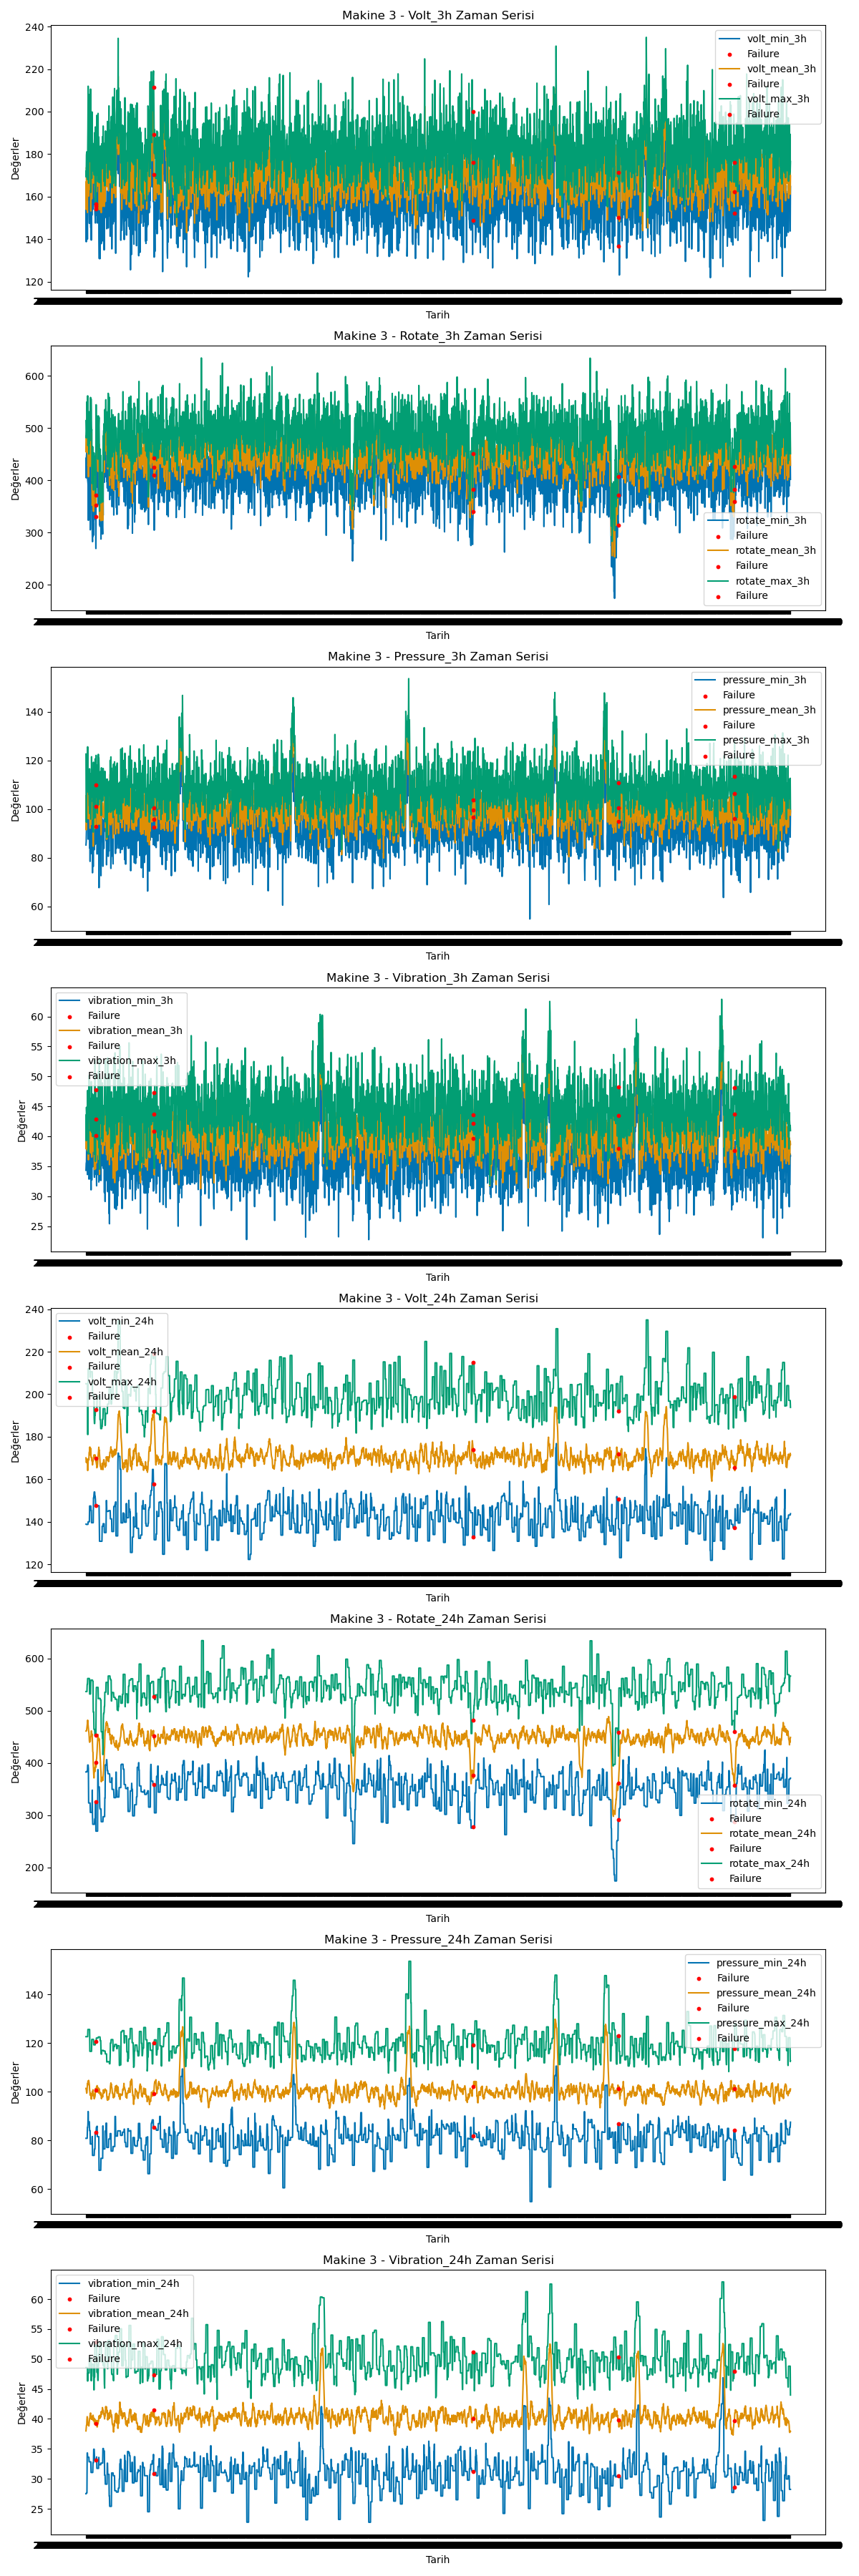 Makine 3 - Volt_3h Zaman Serisi
240
220
200
180
160
140
120
Değerler
volt_min_3h
Failure
volt_mean_3h
Failure
volt_max_3h
Failure
Tarih
Makine 3 - Rotate_3h Zaman Serisi
600
500
400
300
200
Değerler
rotate_min_3h
Failure
rotate_mean_3h
Failure
rotate_max_3h
Failure
Tarih
Makine 3 - Pressure_3h Zaman Serisi
140
120
100
80
60
Değerler
pressure_min_3h
Failure
pressure_mean_3h
Failure
pressure_max_3h
Failure
Tarih
Makine 3 - Vibration_3h Zaman Serisi
60
55
50
45
40
35
30
25
Değerler
vibration_min_3h
Failure
vibration_mean_3h
Failure
vibration_max_3h
Failure
Tarih
Makine 3 - Volt_24h Zaman Serisi
240
220
200
180
160
140
120
Değerler
volt_min_24h
Failure
volt_mean_24h
Failure
volt_max_24h
Failure
Tarih
Makine 3 - Rotate_24h Zaman Serisi
600
500
400
300
200
Değerler
rotate_min_24h
Failure
rotate_mean_24h
Failure
rotate_max_24h
Failure
Tarih
Makine 3 - Pressure_24h Zaman Serisi
140
120
100
80
60
Değerler
pressure_min_24h
Failure
pressure_mean_24h
Failure
pressure_max_24h
Failure
Tarih
Makine 3 - Vibration_24h Zaman Serisi
60
55
50
45
40
35
30
25
Değerler
vibration_min_24h
Failure
vibration_mean_24h
Failure
vibration_max_24h
Failure
Tarih